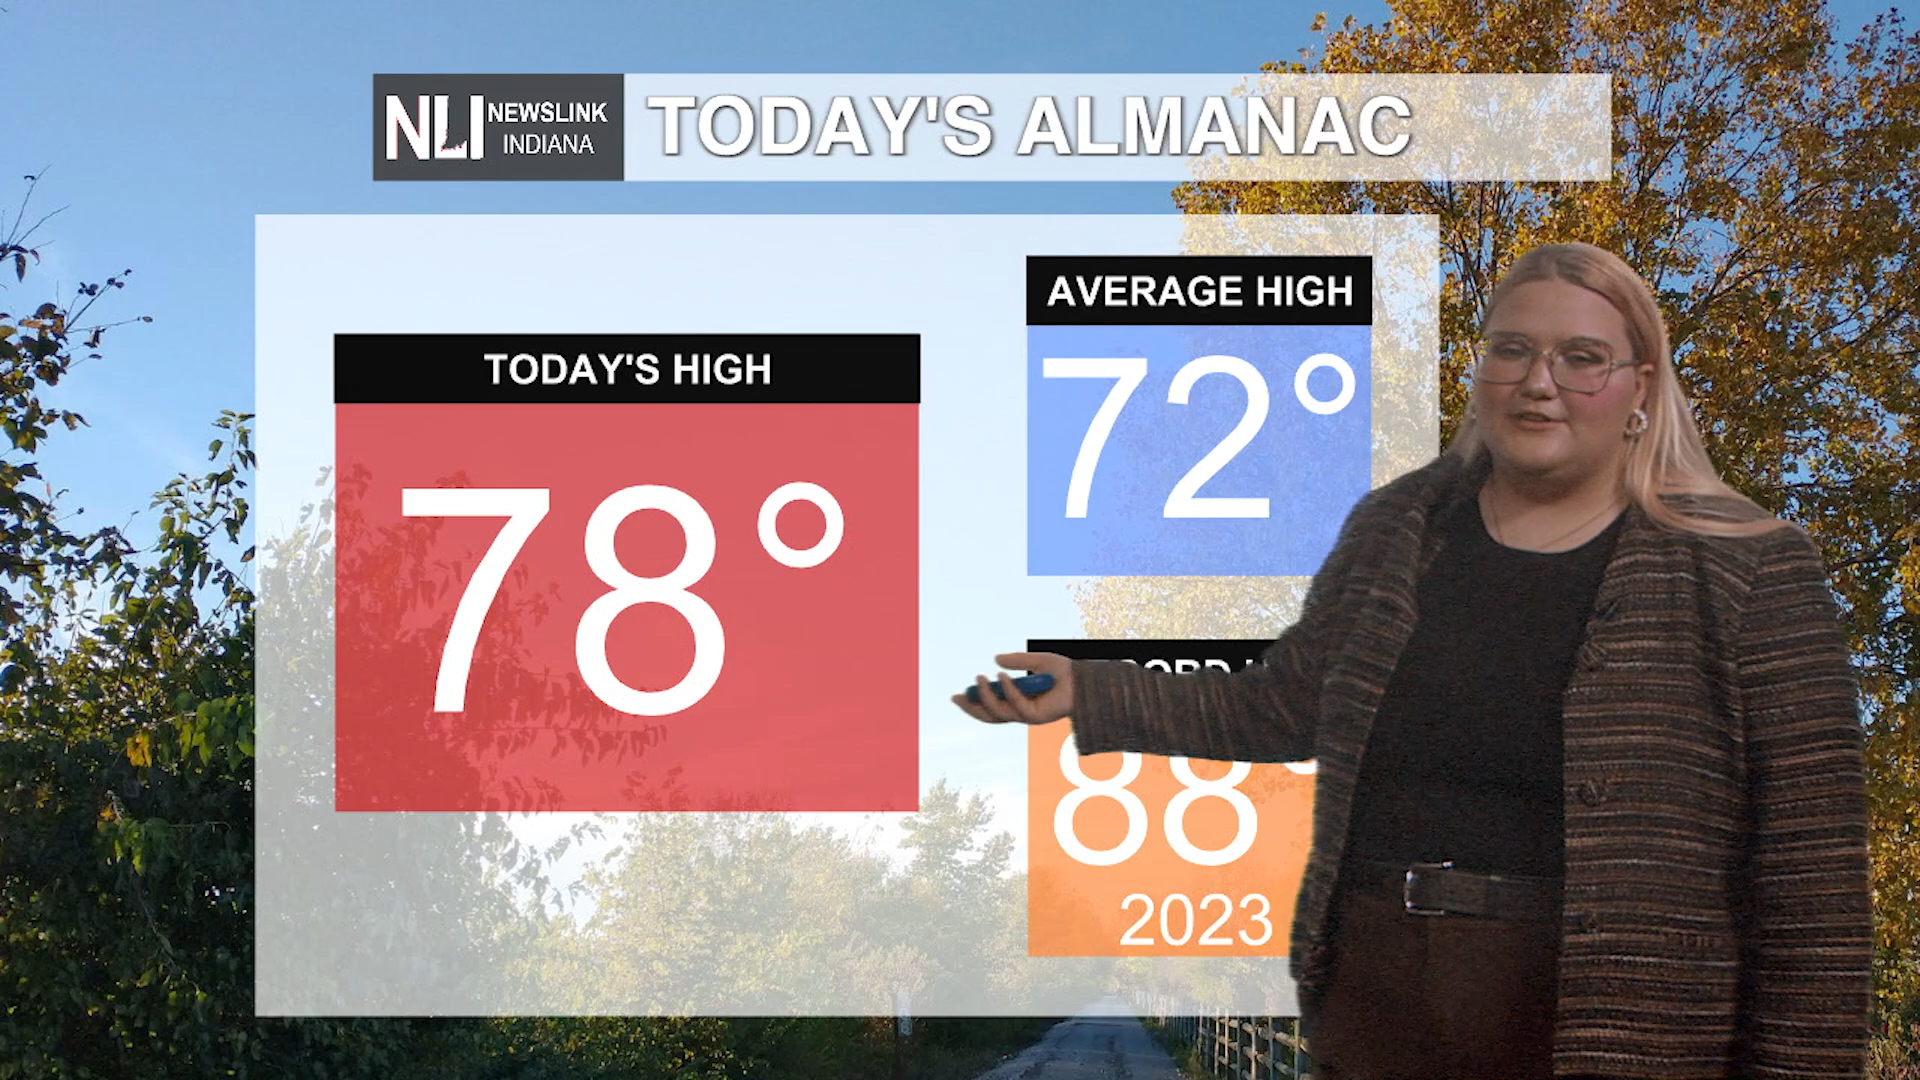 NLI NEWSLINK
INDIANA
TODAY'S ALMANAC
TODAY'S HIGH
78°
AVERAGE HIGH
72°
88°
2023